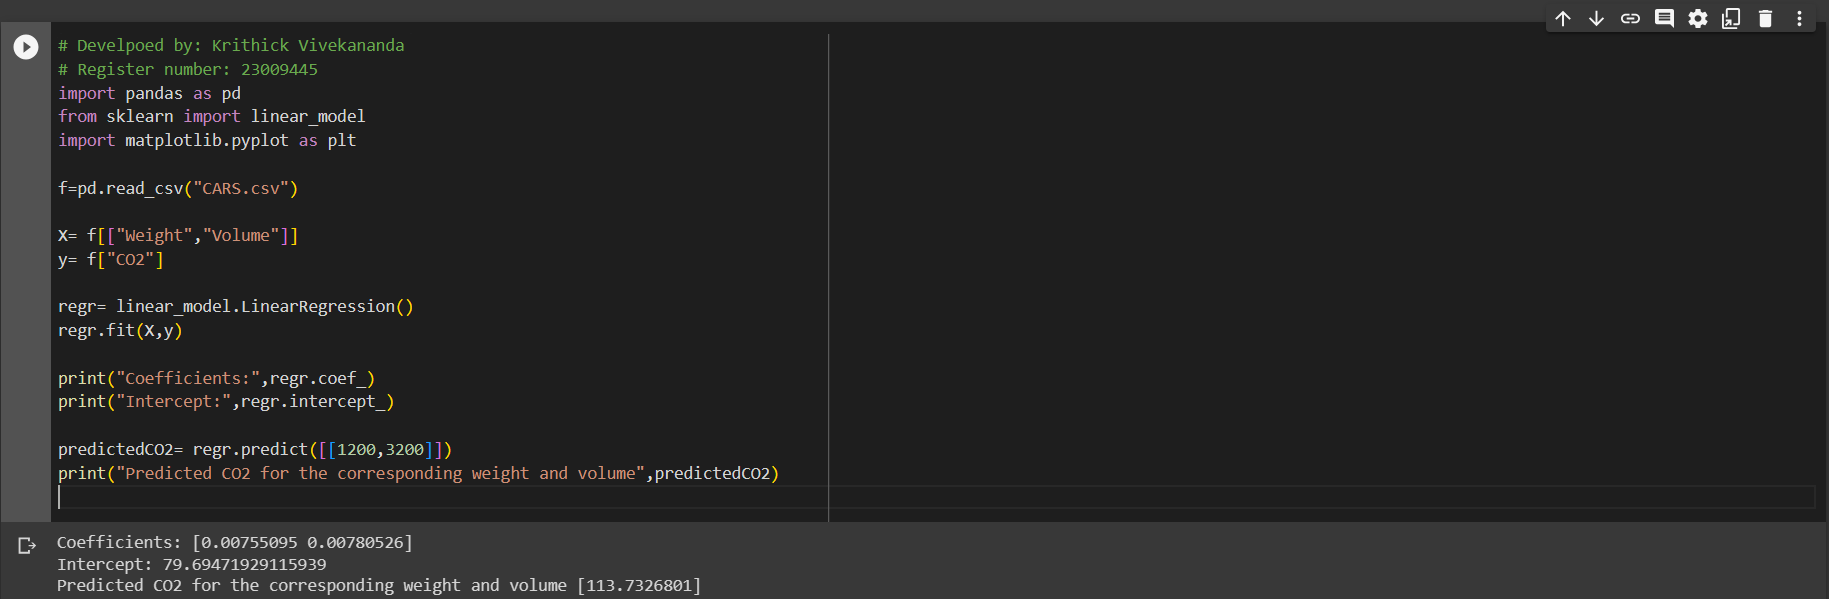 # Develpoed by: Krithick Vivekananda
# Register number: 23009445
import pandas as pd
from sklearn import linear_model
import matplotlib.pyplot as plt
f=pd.read_csv("CARS.csv")
X= f[["Weight","Volume"]]
y= f["CO2"]
regr= linear_model.LinearRegression()
regr.fit(X,y)
print("Coefficients:",regr.coef_)
print("Intercept:",regr.intercept_)
predictedCO2= regr.predict([[1200,3200]])
print("Predicted CO2 for the corresponding weight and volume",predictedCO2)
Coefficients: [0.00755095 0.00780526]
Intercept: 79.69471929115939
Predicted CO2 for the corresponding weight and volume [113.7326801]